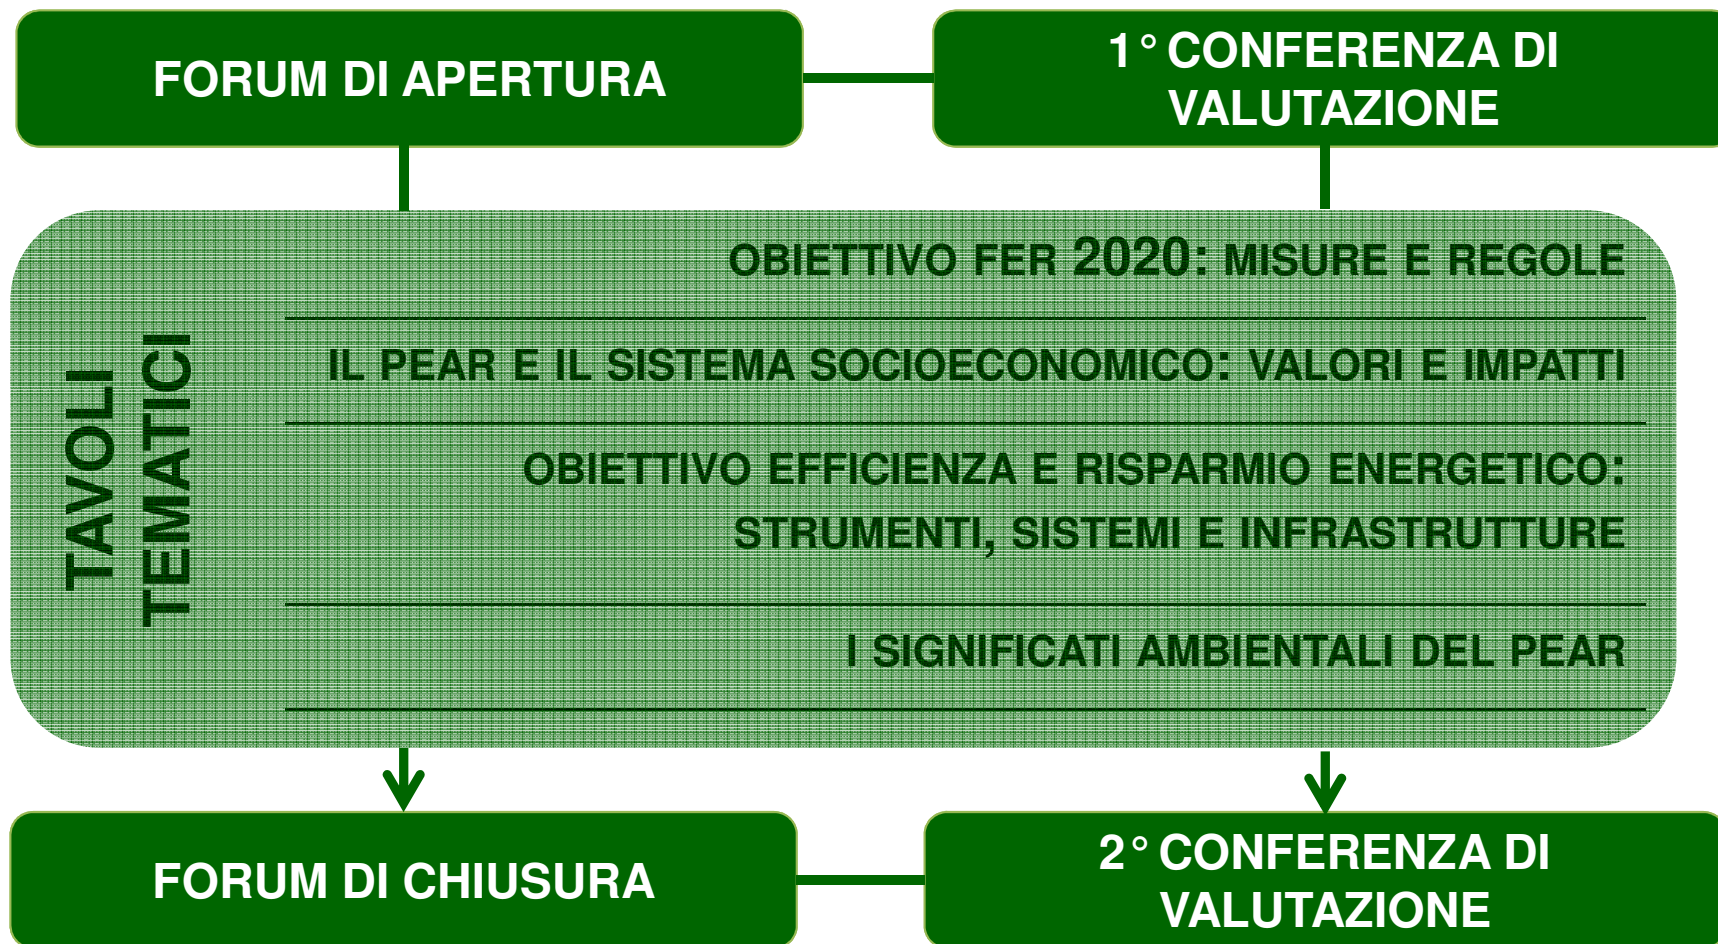 FORUM DI APERTURA
1° CONFERENZA DI
VALUTAZIONE
TAVOLI
TEMATICI
OBIETTIVO FER 2020: MISURE E REGOLE
IL PEAR E IL SISTEMA SOCIOECONOMICO: VALORI E IMPATTI
OBIETTIVO EFFICIENZA E RISPARMIO ENERGETICO:
STRUMENTI, SISTEMI E INFRASTRUTTURE
I SIGNIFICATI AMBIENTALI DEL PEAR
FORUM DI CHIUSURA
2° CONFERENZA DI
VALUTAZIONE